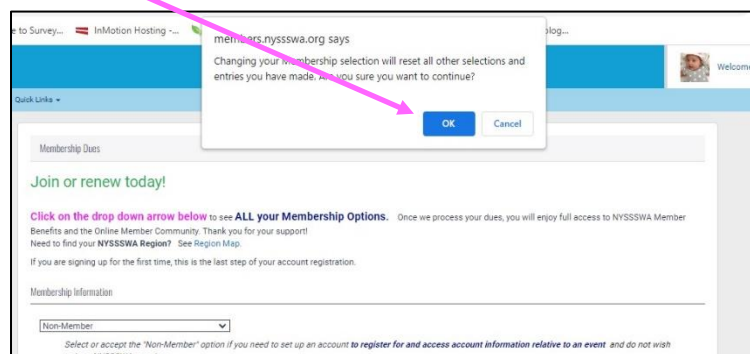 e to Survey... InMotion Hosting -... blog...
members.nyssswa.org says
Changing your Membership selection will reset all other selections and
entries you have made. Are you sure you want to continue?
OK Cancel
Welcome
Quick Links
Membership Dues
Join or renew today!
Click on the drop down arrow below to see ALL your Membership Options. Once we process your dues, you will enjoy full access to NYSSSWA Member
Benefits and the Online Member Community. Thank you for your support!
Need to find your NYSSSWA Region? See Region Map.
If you are signing up for the first time, this is the last step of your account registration.
Membership Information
Non-Member
Select or accept the "Non-Member" option if you need to set up an account to register for and access account information relative to an event and do not wish